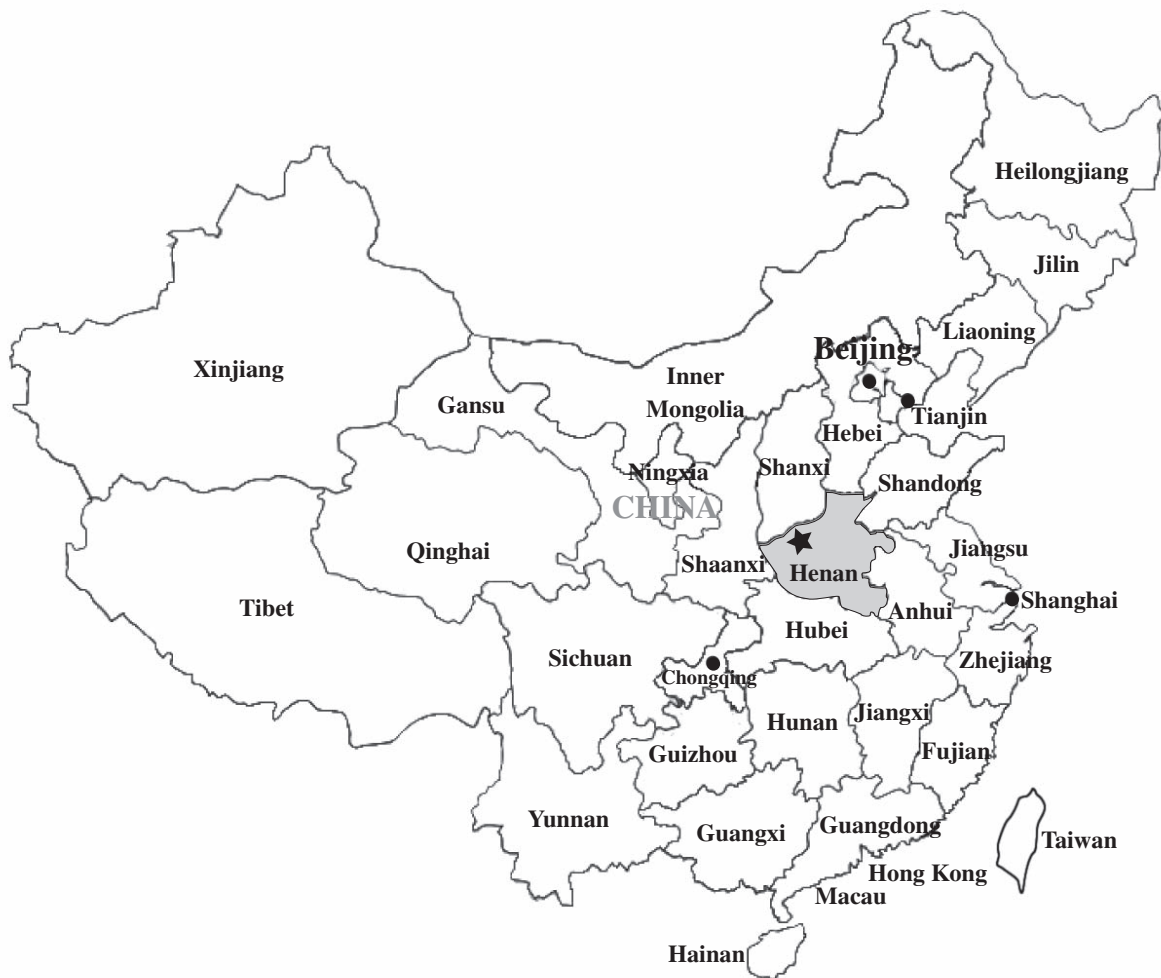 Heilongjiang
Jilin
Liaoning
Beijing
Xinjiang
Inner
Mongolia
Gansu
Tianjin
Hebei
Ningxia
Shanxi
Shandong
CHINA
Qinghai
Shaanxi
Henan
Jiangsu
Tibet
Shanghai
Anhui
Hubei
Sichuan
Zhejiang
Chongqing
Hunan
Jiangxi
Guizhou
Fujian
Yunnan
Guangxi
Guangdong
Taiwan
Hong Kong
Macau
Hainan